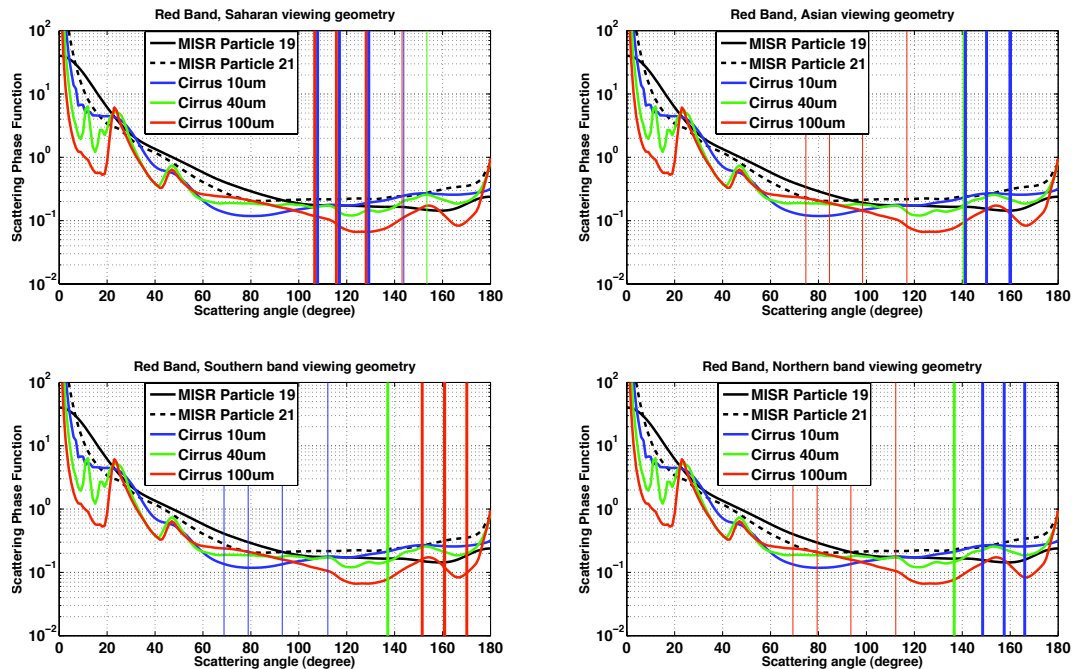 Red Band, Saharan viewing geometry
10^2
10^1
10^0
10^−1
10^−2
Scattering Phase Function
MISR Particle 19
MISR Particle 21
Cirrus 10um
Cirrus 40um
Cirrus 100um
0 20 40 60 80 100 120 140 160 180
Scattering angle (degree)
Red Band, Asian viewing geometry
10^2
10^1
10^0
10^−1
10^−2
Scattering Phase Function
MISR Particle 19
MISR Particle 21
Cirrus 10um
Cirrus 40um
Cirrus 100um
0 20 40 60 80 100 120 140 160 180
Scattering angle (degree)
Red Band, Southern band viewing geometry
10^2
10^1
10^0
10^−1
10^−2
Scattering Phase Function
MISR Particle 19
MISR Particle 21
Cirrus 10um
Cirrus 40um
Cirrus 100um
0 20 40 60 80 100 120 140 160 180
Scattering angle (degree)
Red Band, Northern band viewing geometry
10^2
10^1
10^0
10^−1
10^−2
Scattering Phase Function
MISR Particle 19
MISR Particle 21
Cirrus 10um
Cirrus 40um
Cirrus 100um
0 20 40 60 80 100 120 140 160 180
Scattering angle (degree)